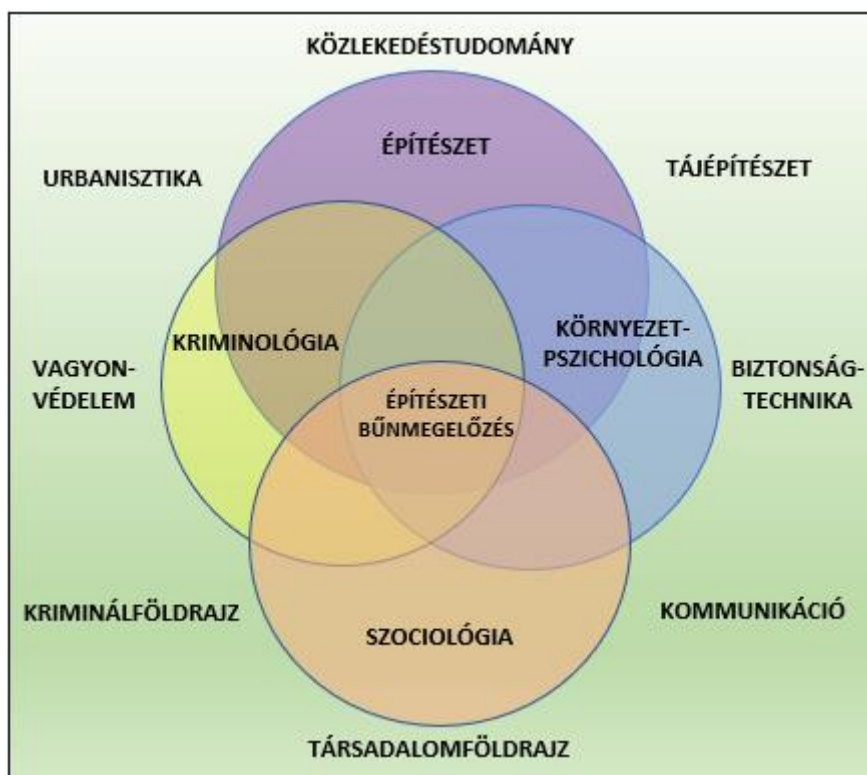 KÖZLEKEDÉSTUDOMÁNY
ÉPÍTÉSZET
URBANISZTIKA
TÁJÉPÍTÉSZET
KRIMINOLÓGIA
KÖRNYEZET-
PSZICHOLÓGIA
VAGYON-
VÉDELEM
BIZTONSÁG-
TECHNIKA
ÉPÍTÉSZETI
BŰNMEGELŐZÉS
KRIMINÁLFÖLDRAJZ
KOMMUNIKÁCIÓ
SZOCIOLÓGIA
TÁRSADALOMFÖLDRAJZ